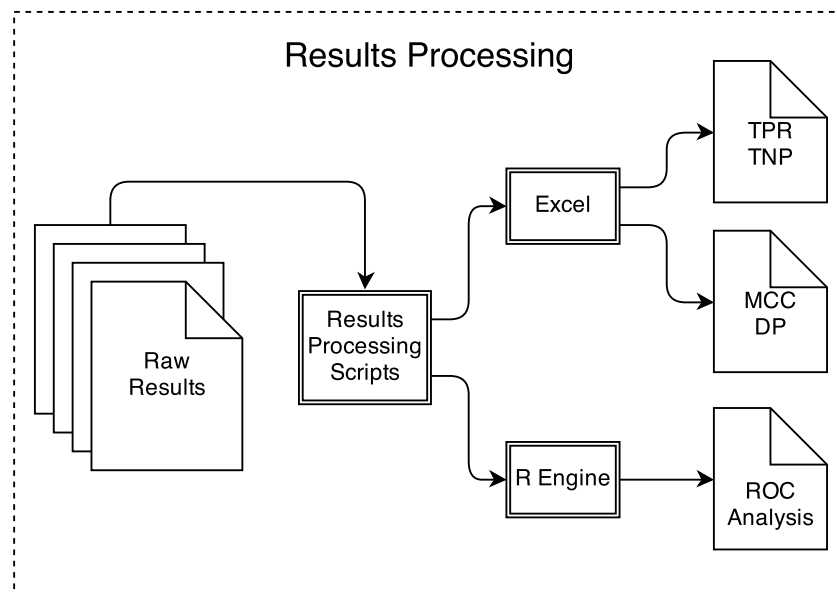 Results Processing
Raw
Results
Results
Processing
Scripts
Excel
R Engine
TPR
TNP
MCC
DP
ROC
Analysis